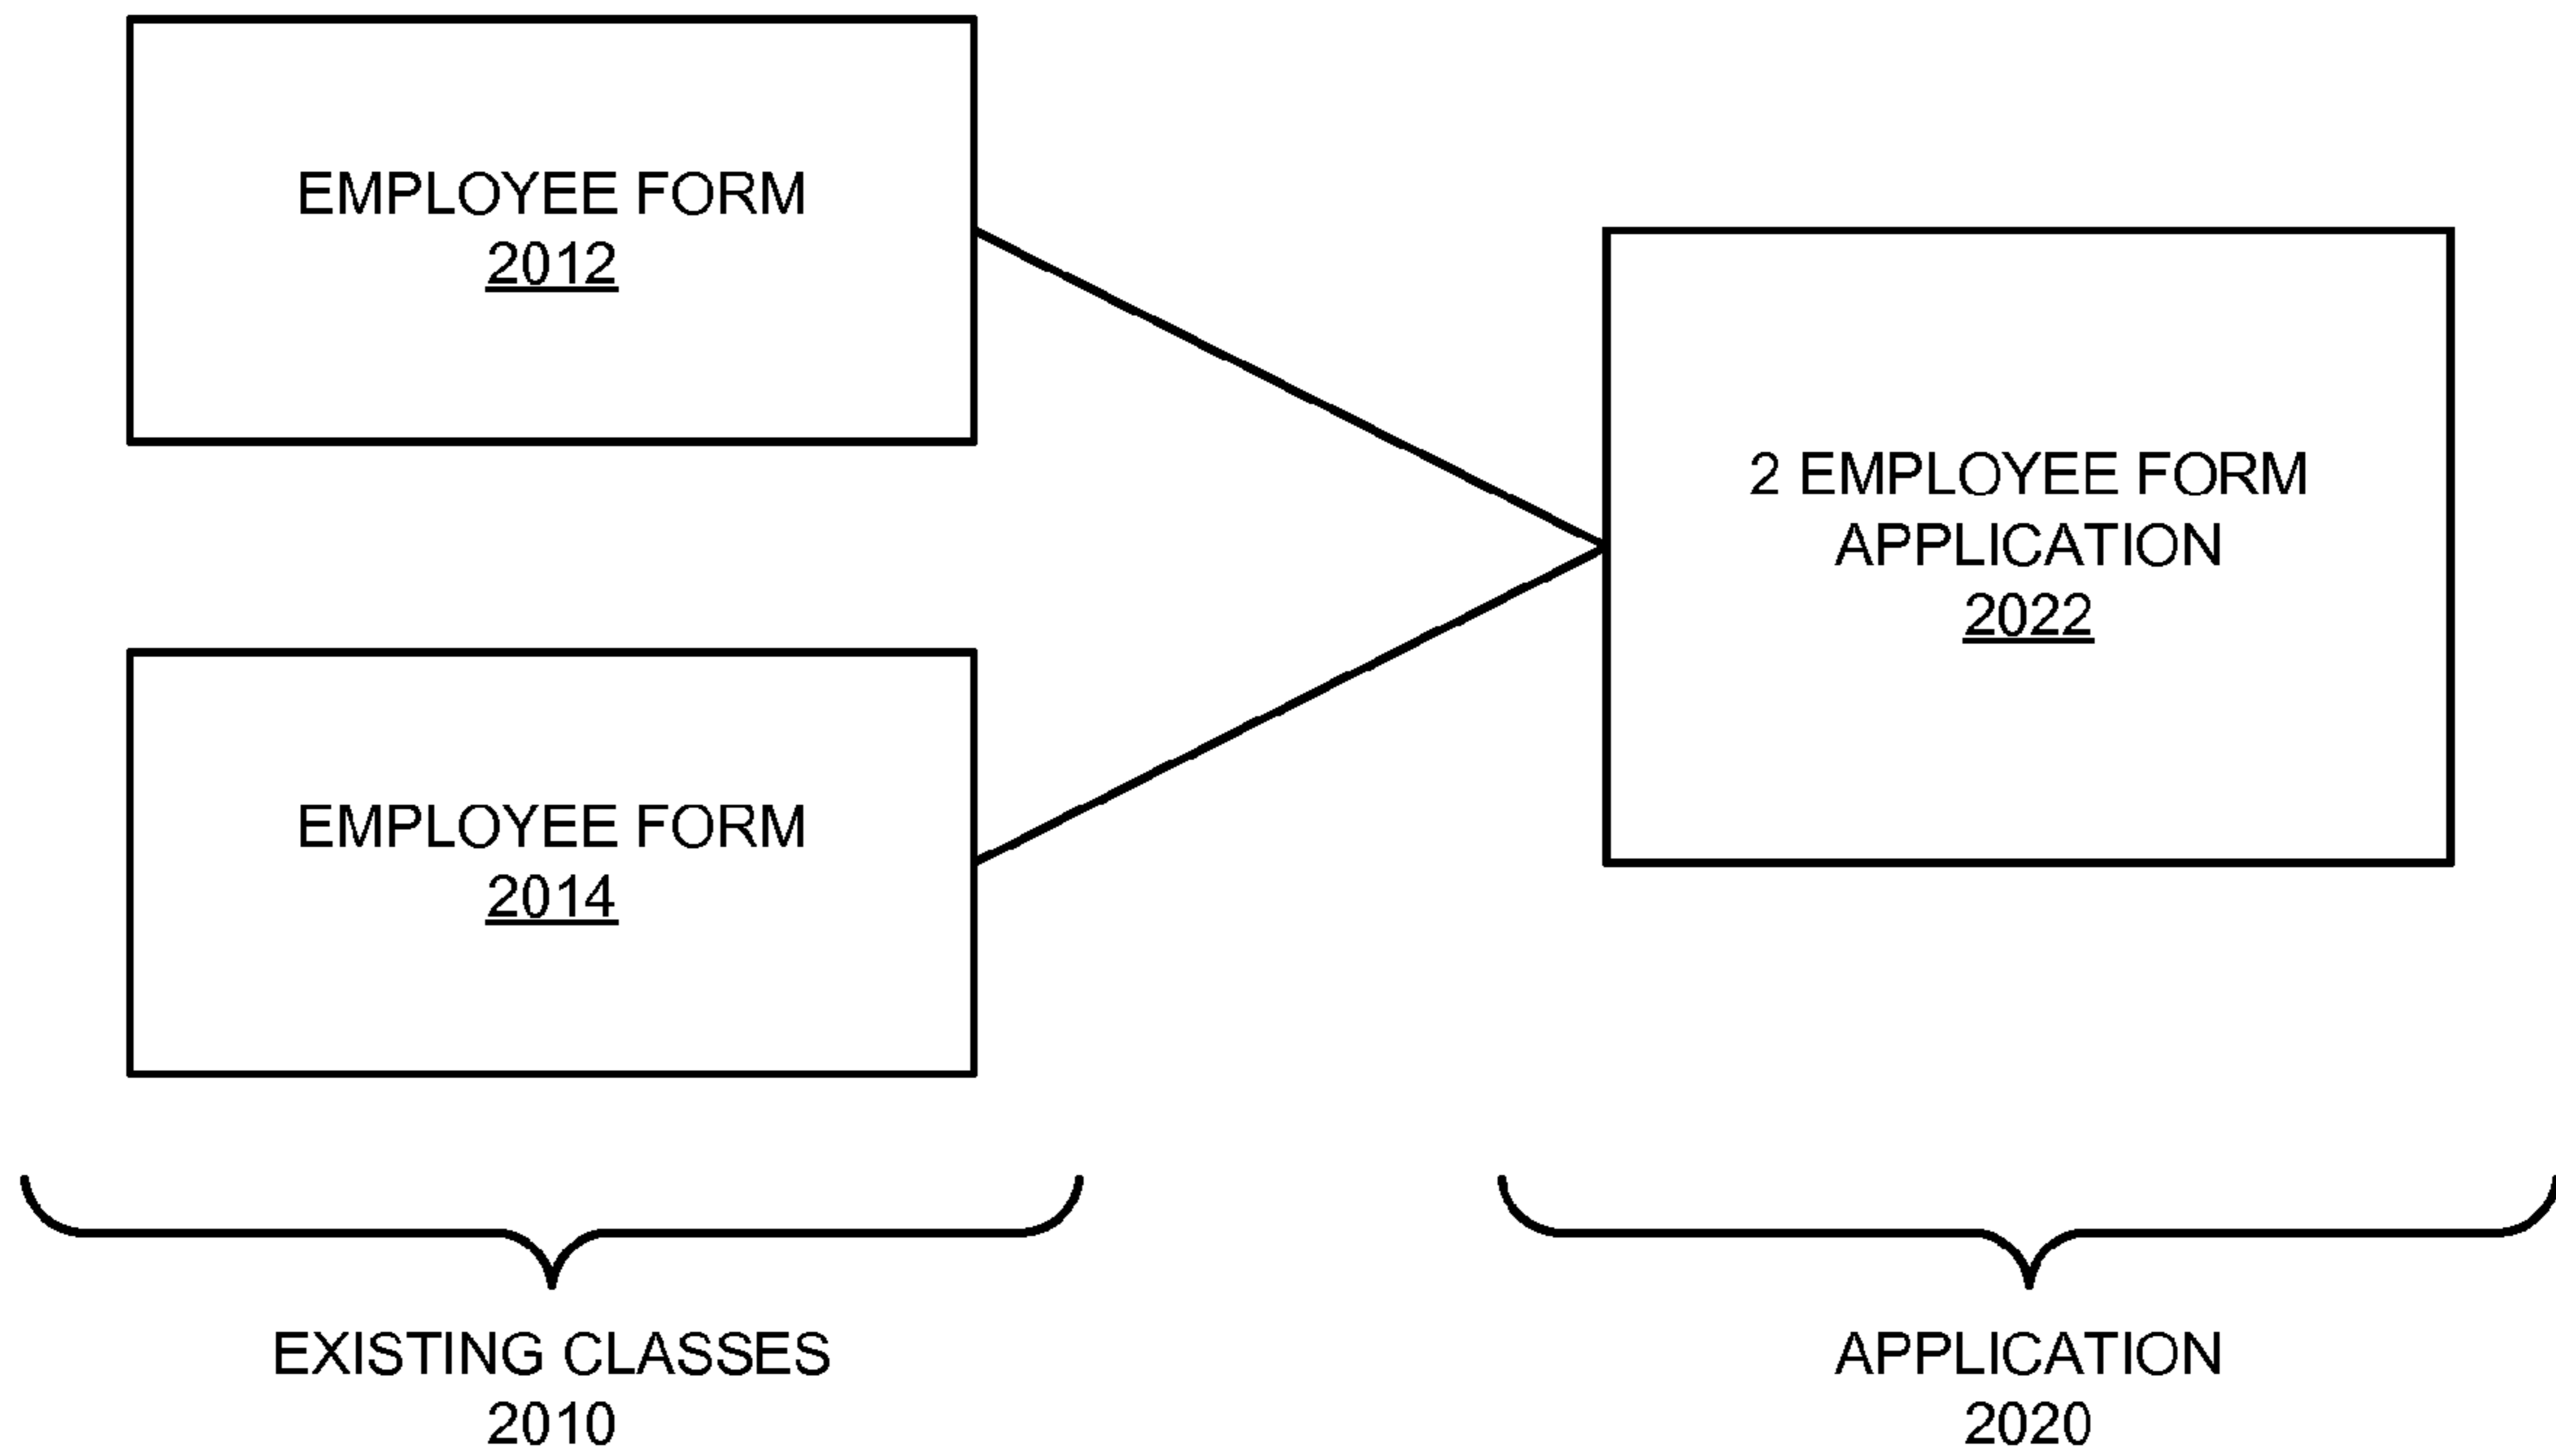 EMPLOYEE FORM
2012
EMPLOYEE FORM
2014
2 EMPLOYEE FORM
APPLICATION
2022
EXISTING CLASSES
2010
APPLICATION
2020